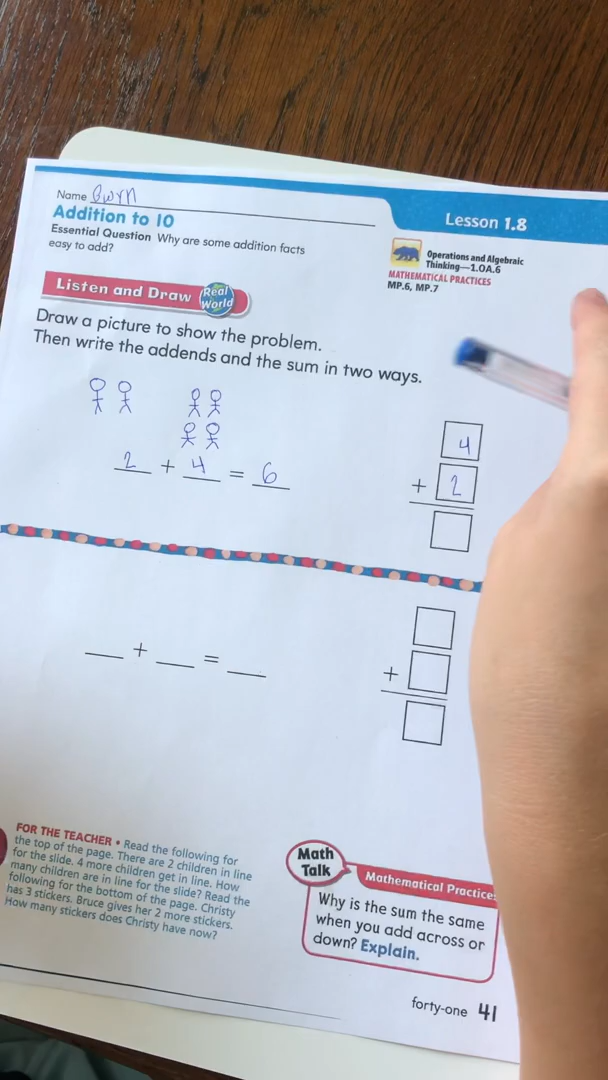 Name Gwyn
Addition to 10
Essential Question Why are some addition facts
easy to add?
Lesson 1.8
Operations and Algebraic
Thinking—1.OA.6
MATHEMATICAL PRACTICES
MP.6, MP.7
Listen and Draw Real World
Draw a picture to show the problem.
Then write the addends and the sum in two ways.
2 + 4 = 6
4
+ 2
__ + __ = __
+
FOR THE TEACHER • Read the following for
the top of the page. There are 2 children in line
for the slide. 4 more children get in line. How
many children are in line for the slide? Read the
following for the bottom of the page. Christy
has 3 stickers. Bruce gives her 2 more stickers.
How many stickers does Christy have now?
Math
Talk
Mathematical Practice
Why is the sum the same
when you add across or
down? Explain.
forty-one 41